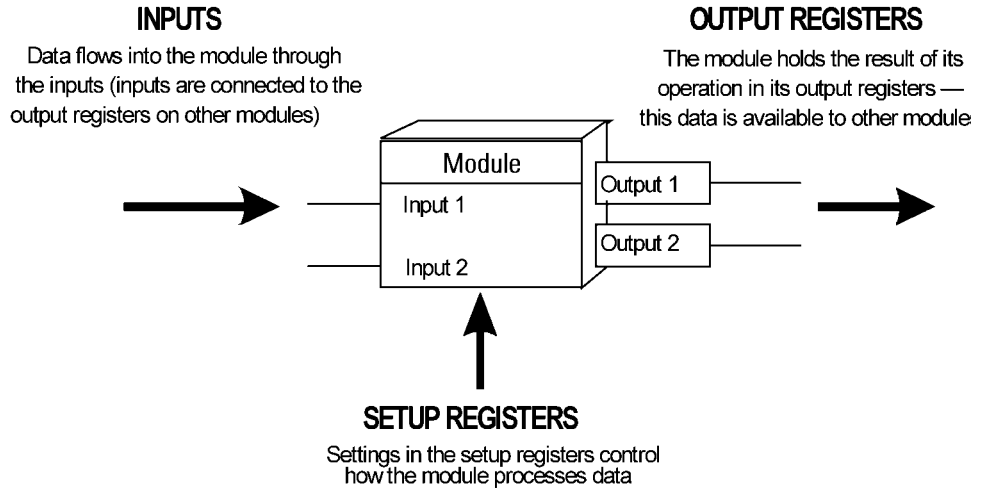 INPUTS
Data flows into the module through
the inputs (inputs are connected to the
output registers on other modules)
OUTPUT REGISTERS
The module holds the result of its
operation in its output registers —
this data is available to other module
Module
Input 1
Input 2
Output 1
Output 2
SETUP REGISTERS
Settings in the setup registers control
how the module processes data